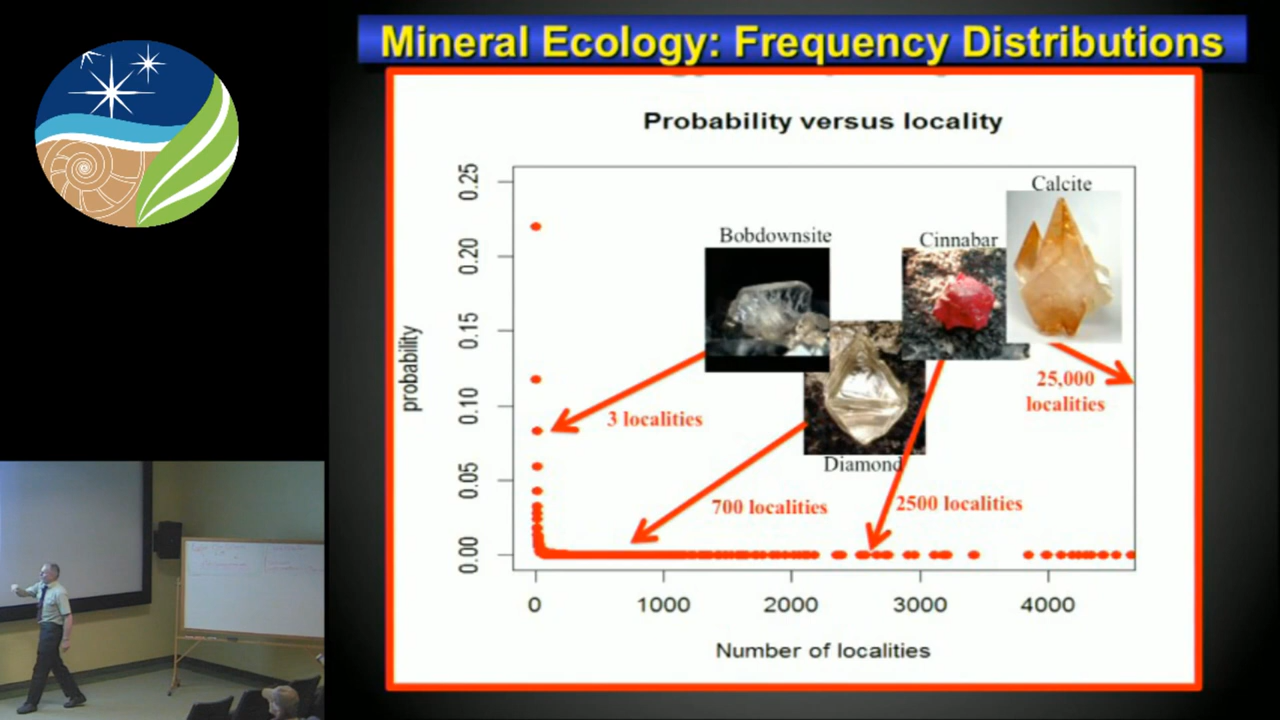 Mineral Ecology: Frequency Distributions
Probability versus locality
Calcite
Bobdownsite
Cinnabar
25,000
localities
3 localities
Diamond
700 localities
2500 localities
probability
0.25
0.20
0.15
0.10
0.05
0.00
0 1000 2000 3000 4000
Number of localities